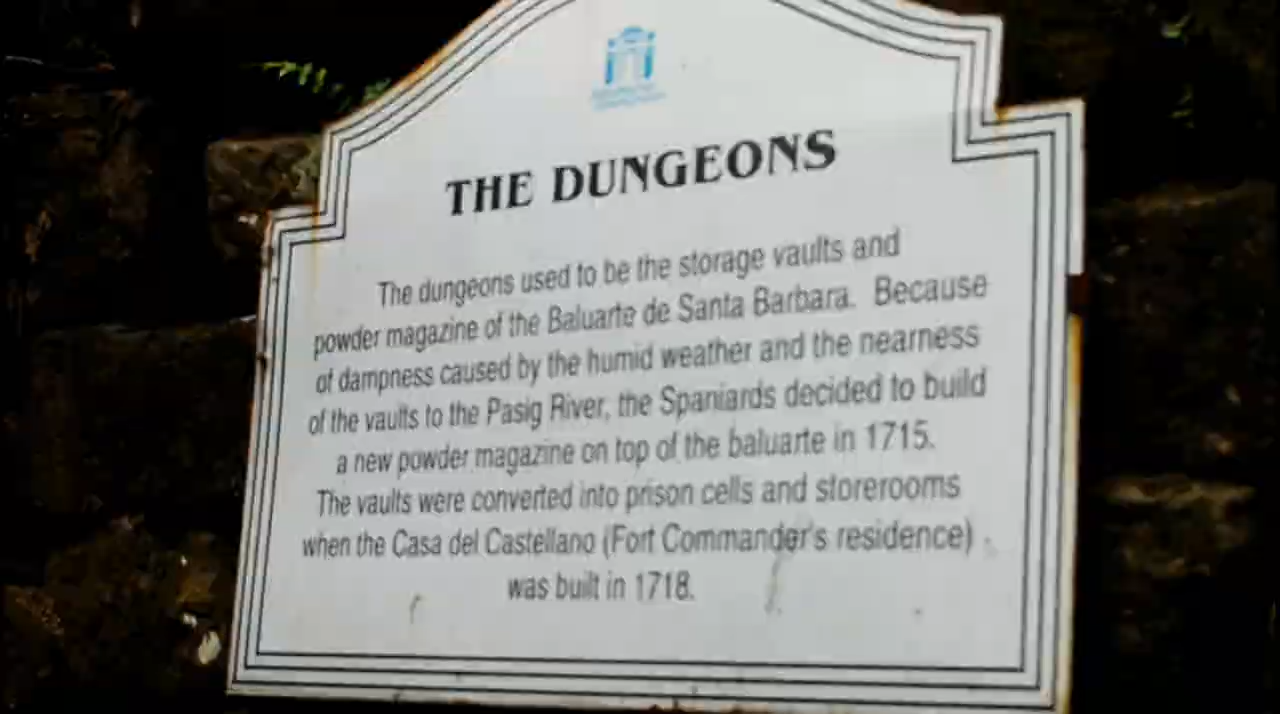 THE DUNGEONS
The dungeons used to be the storage vaults and
powder magazine of the Baluarte de Santa Barbara. Because
of dampness caused by the humid weather and the nearness
of the vaults to the Pasig River, the Spaniards decided to build
a new powder magazine on top of the baluarte in 1715.
The vaults were converted into prison cells and storerooms
when the Casa del Castellano (Fort Commander's residence)
was built in 1718.